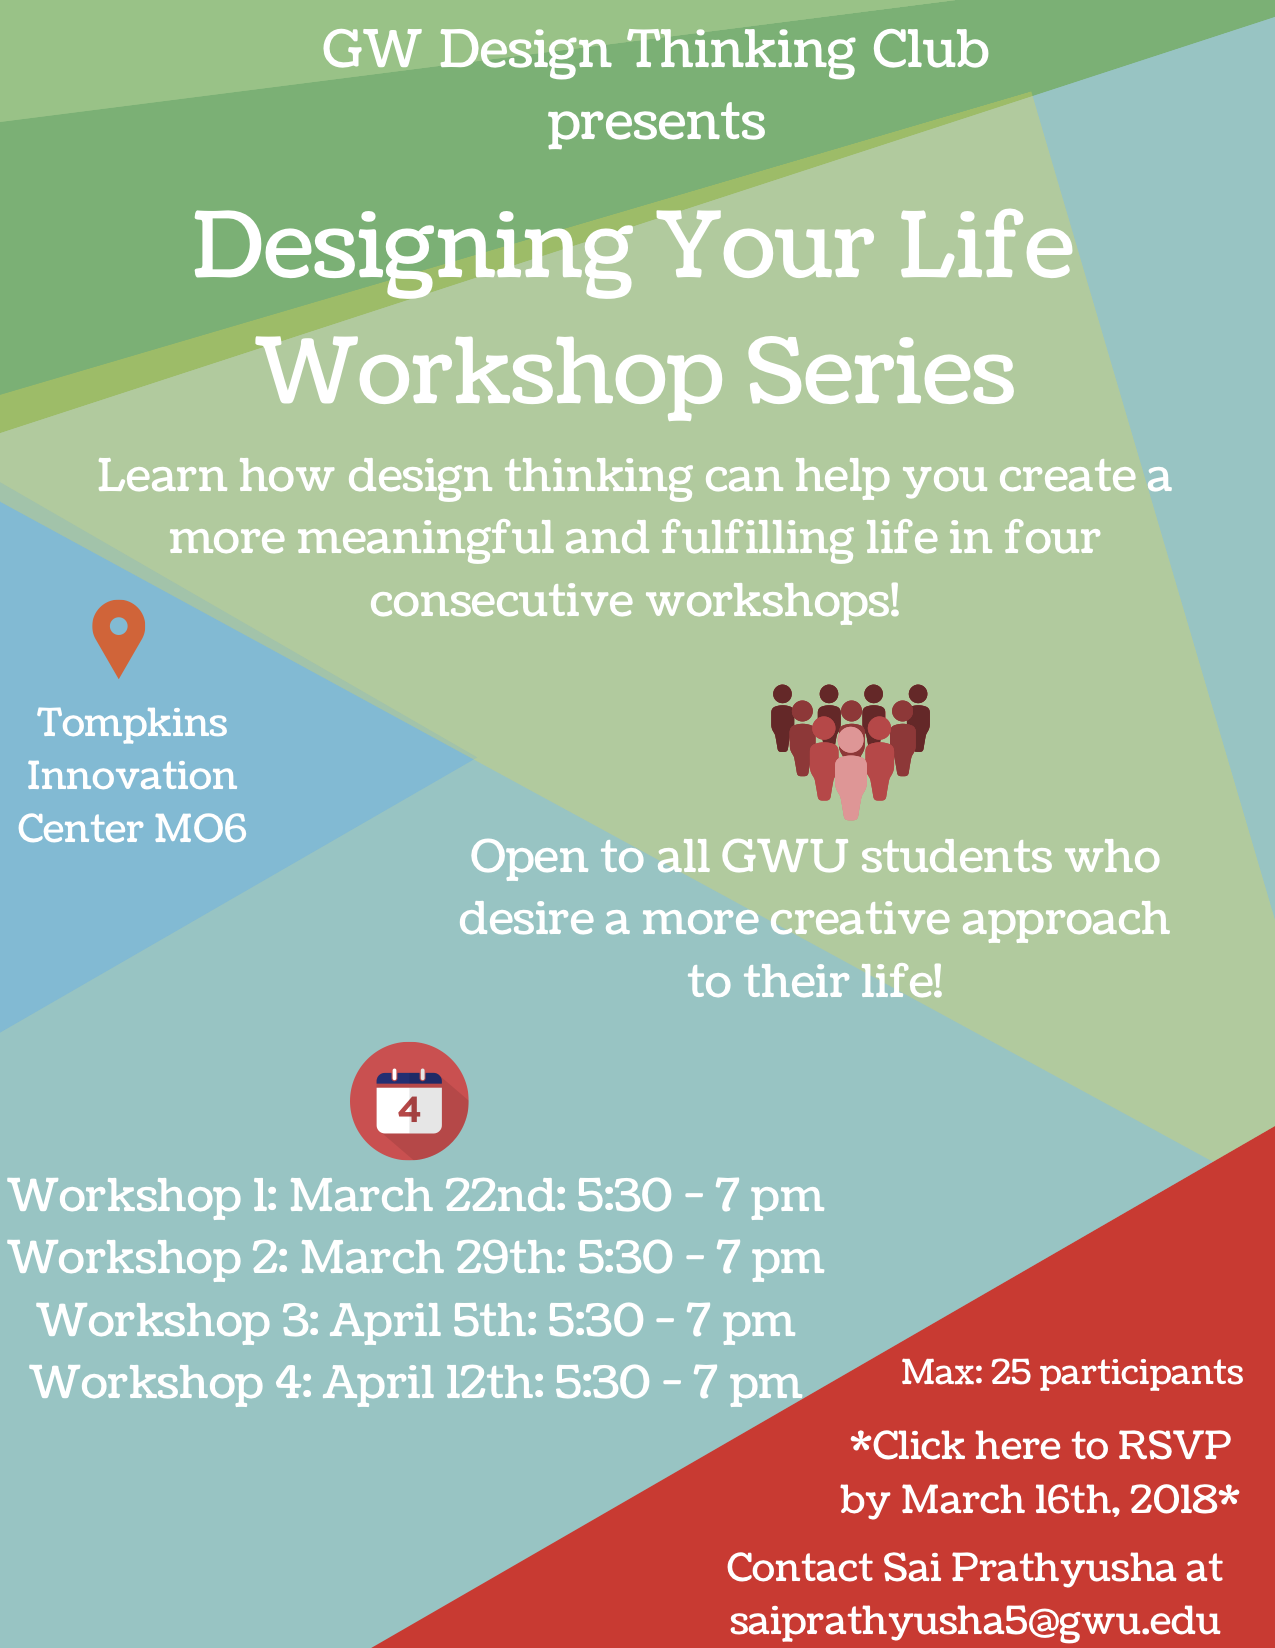 GW Design Thinking Club
presents
Designing Your Life
Workshop Series
Learn how design thinking can help you create a
more meaningful and fulfilling life in four
consecutive workshops!
Tompkins
Innovation
Center MO6
Open to all GWU students who
desire a more creative approach
to their life!
4
Workshop 1: March 22nd: 5:30 - 7 pm
Workshop 2: March 29th: 5:30 - 7 pm
Workshop 3: April 5th: 5:30 - 7 pm
Workshop 4: April 12th: 5:30 - 7 pm
Max: 25 participants
*Click here to RSVP
by March 16th, 2018*
Contact Sai Prathyusha at
saiprathyusha5@gwu.edu